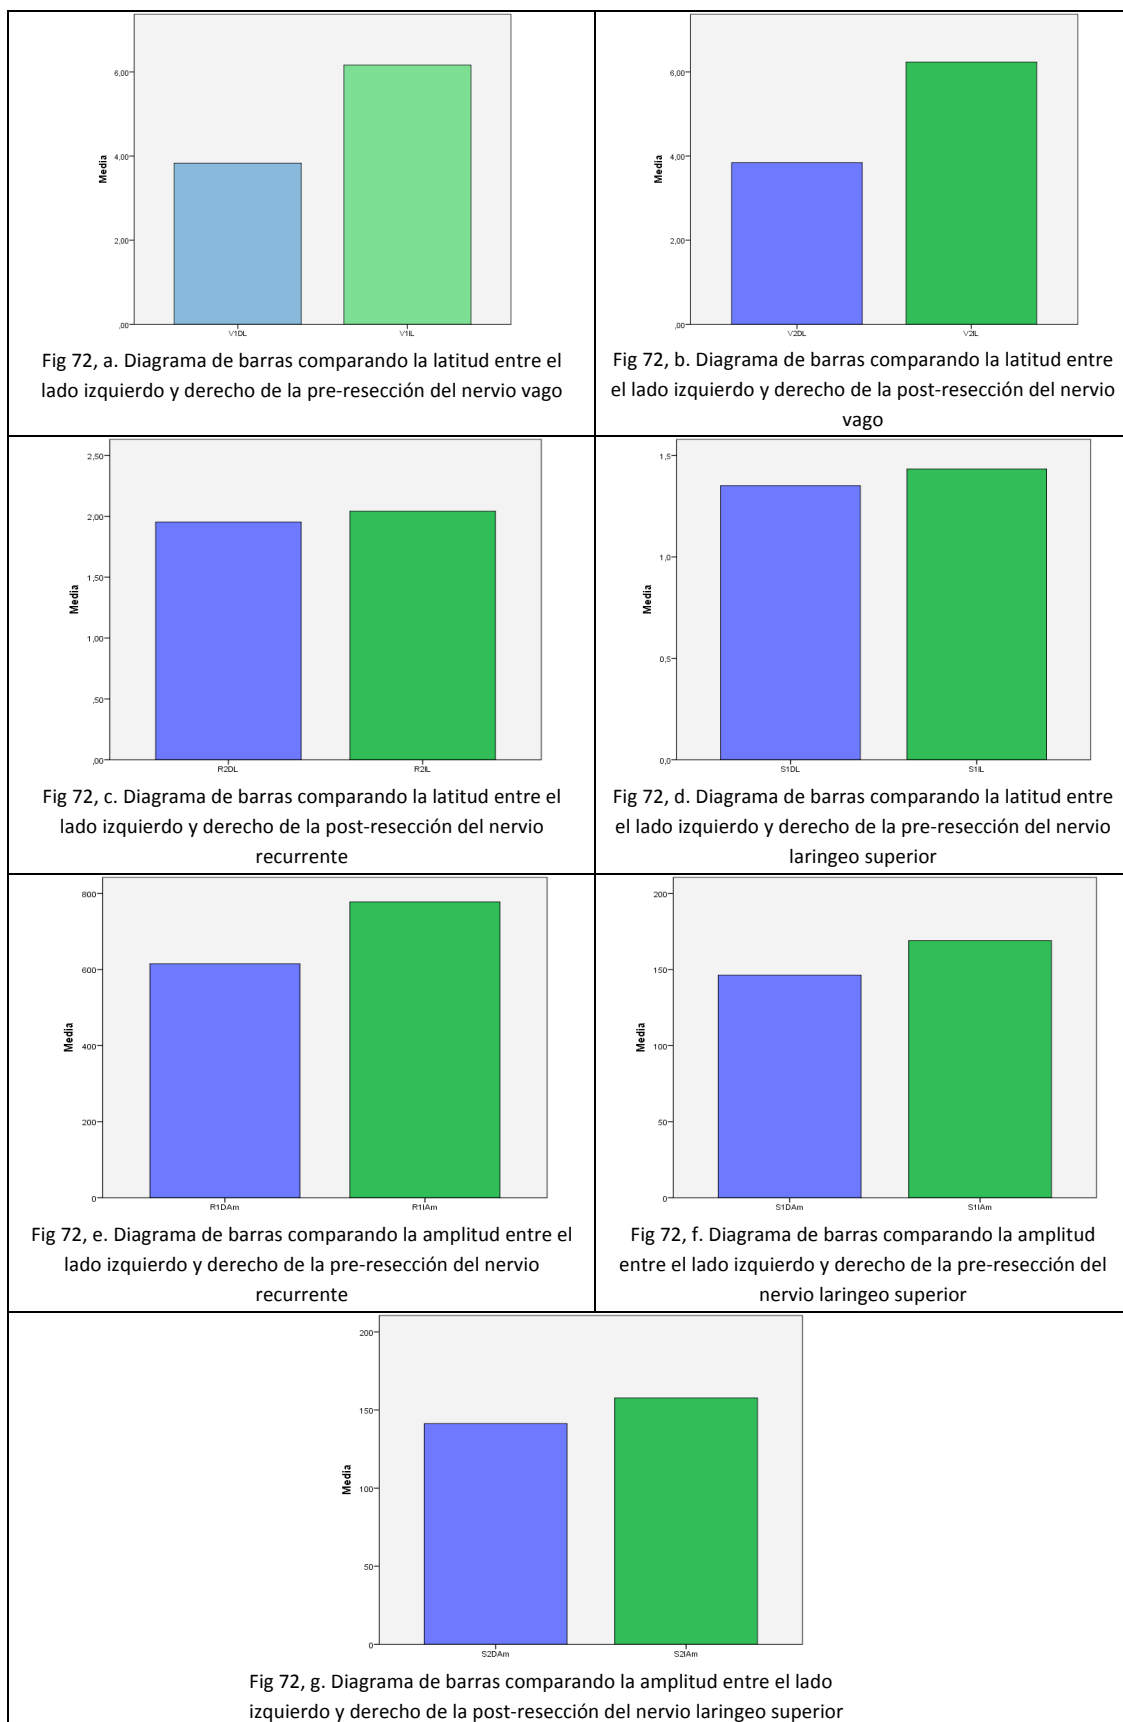 6,00
4,00
2,00
,00
Media
V1DL V1IL
Fig 72, a. Diagrama de barras comparando la latitud entre el
lado izquierdo y derecho de la pre-resección del nervio vago
6,00
4,00
2,00
,00
Media
V2DL V2IL
Fig 72, b. Diagrama de barras comparando la latitud entre
el lado izquierdo y derecho de la post-resección del nervio
vago
2,50
2,00
1,50
1,00
,50
,00
Media
R2DL R2IL
Fig 72, c. Diagrama de barras comparando la latitud entre el
lado izquierdo y derecho de la post-resección del nervio
recurrente
1,5
1,0
0,5
0,0
Media
S1DL S1IL
Fig 72, d. Diagrama de barras comparando la latitud entre
el lado izquierdo y derecho de la pre-resección del nervio
laringeo superior
800
600
400
200
0
Media
R1DAm R1IAm
Fig 72, e. Diagrama de barras comparando la amplitud entre el
lado izquierdo y derecho de la pre-resección del nervio
recurrente
200
150
100
50
0
Media
S1DAm S1IAm
Fig 72, f. Diagrama de barras comparando la amplitud
entre el lado izquierdo y derecho de la pre-resección del
nervio laringeo superior
200
150
100
50
0
Media
S2DAm S2IAm
Fig 72, g. Diagrama de barras comparando la amplitud entre el lado
izquierdo y derecho de la post-resección del nervio laringeo superior